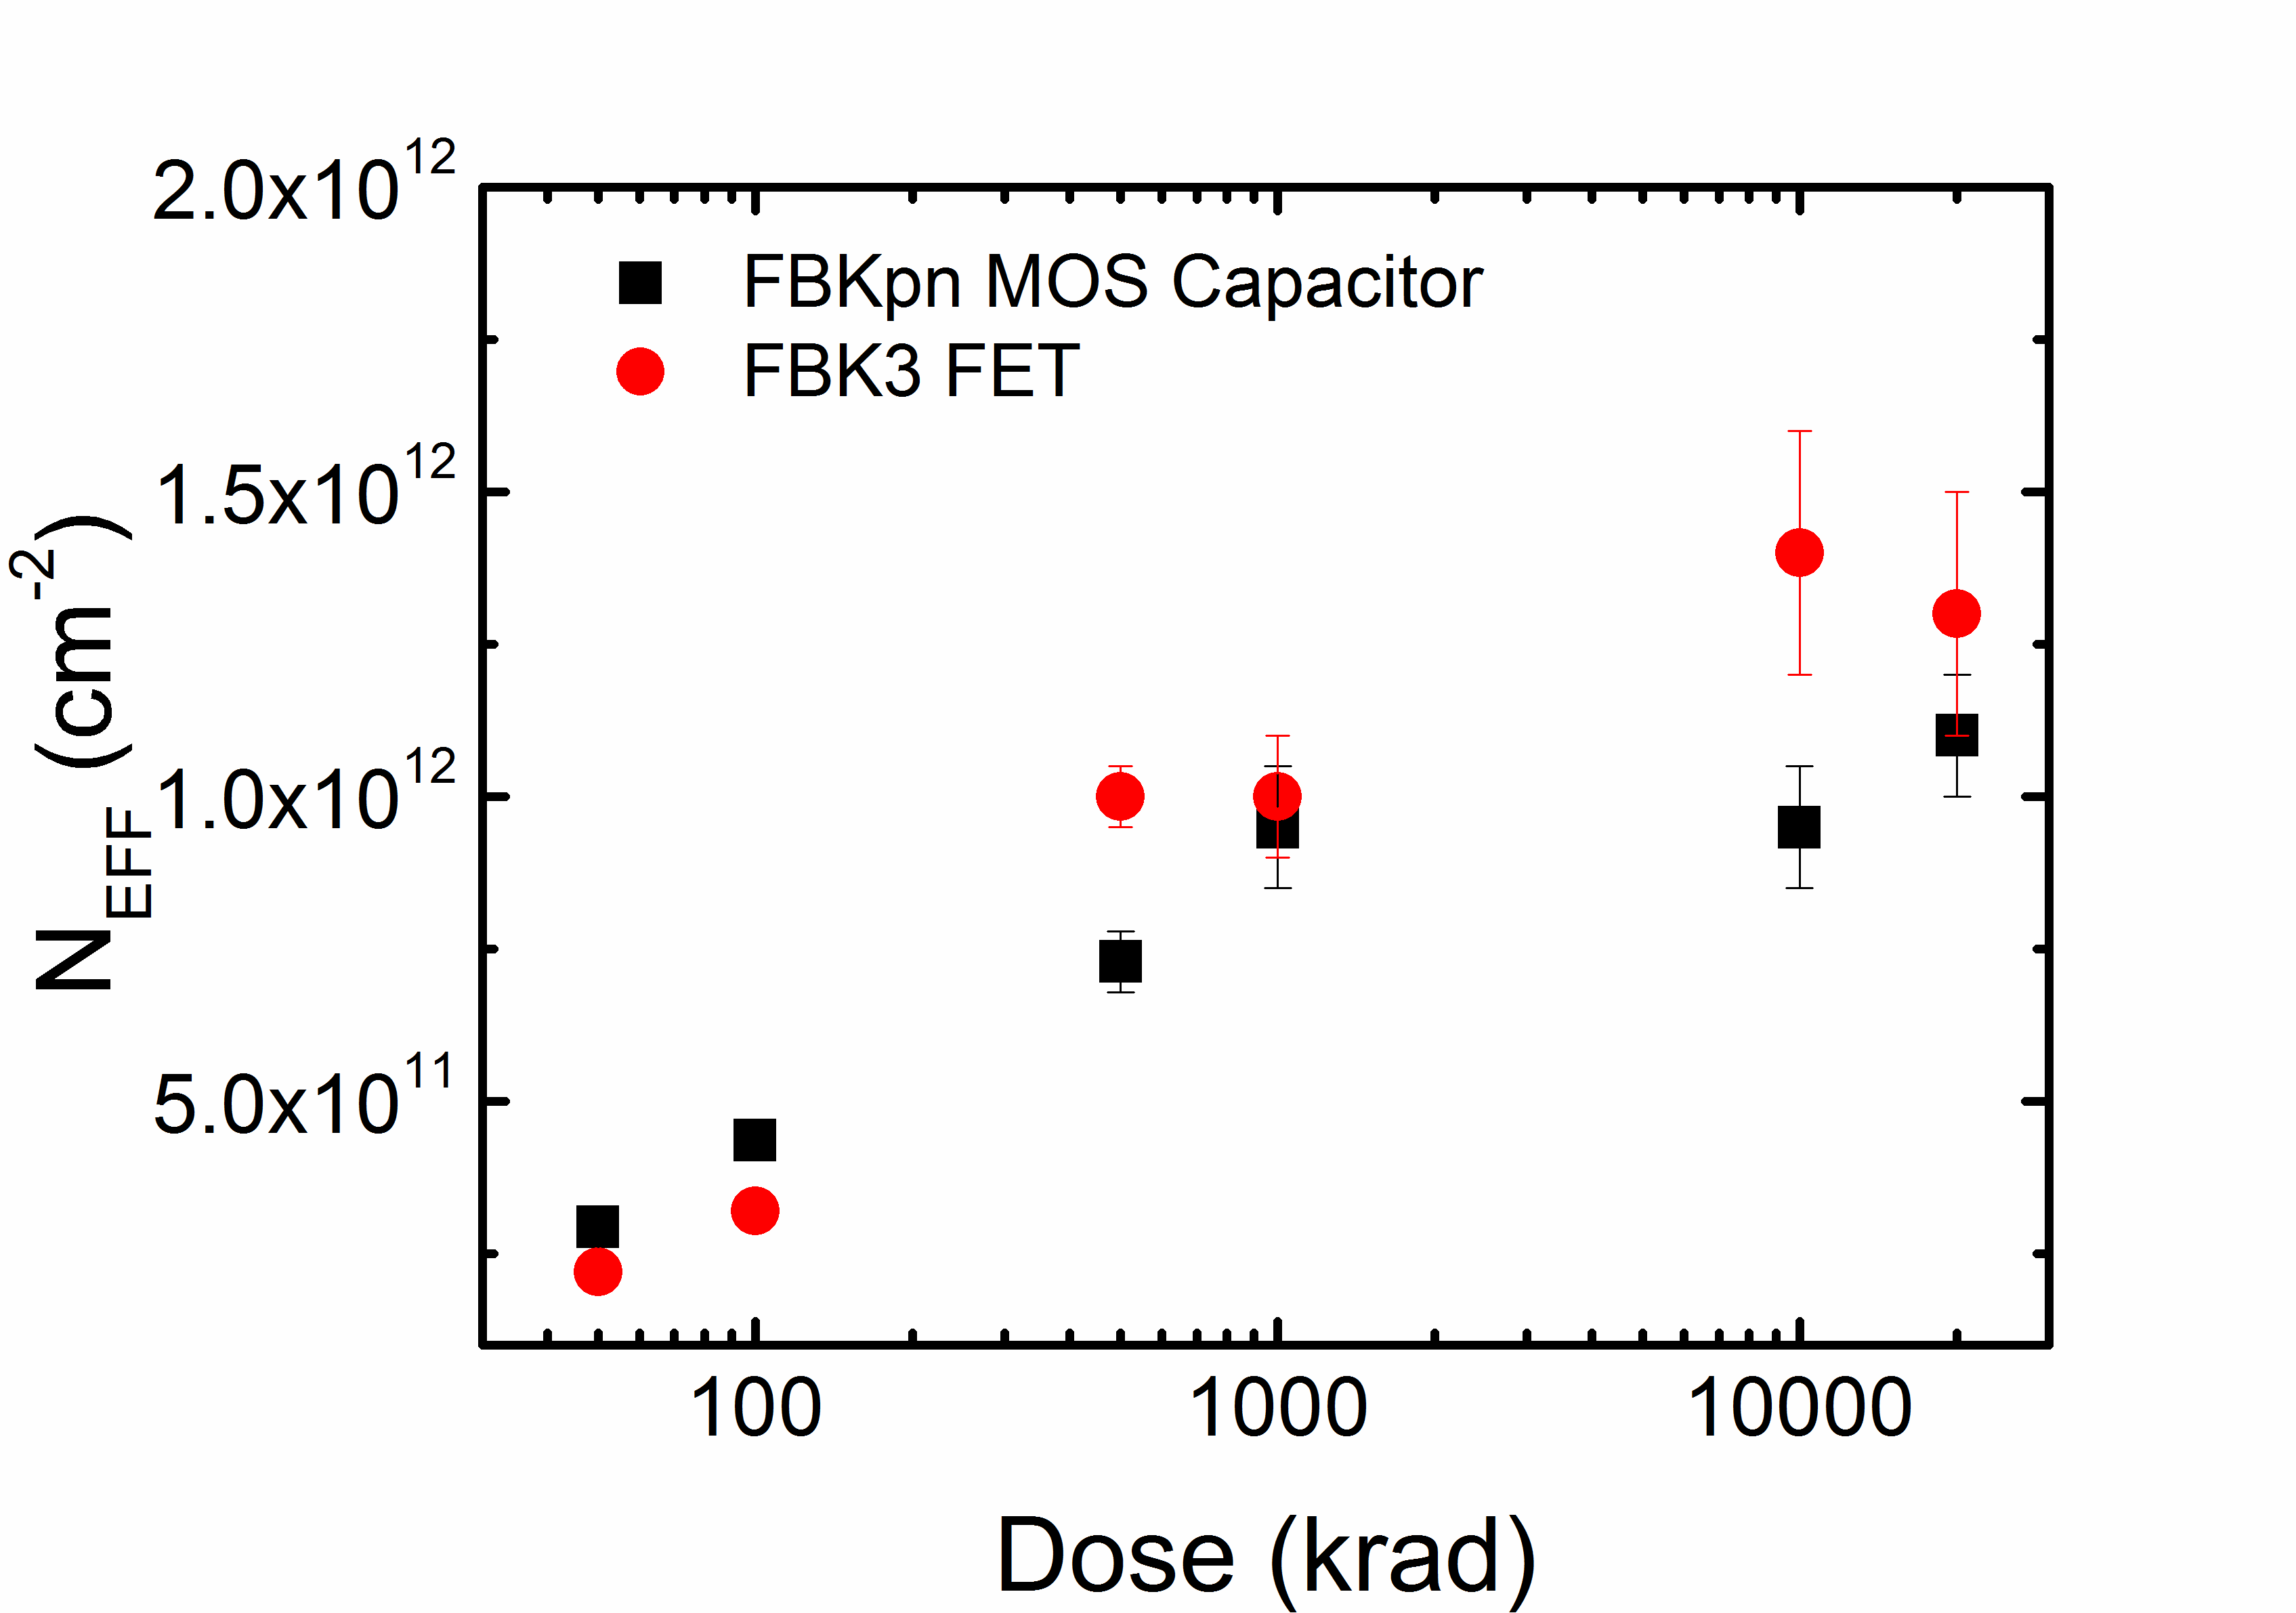 2.0x10^12
FBKpn MOS Capacitor
FBK3 FET
1.5x10^12
1.0x10^12
5.0x10^11
N_EFF (cm^-2)
100 1000 10000
Dose (krad)